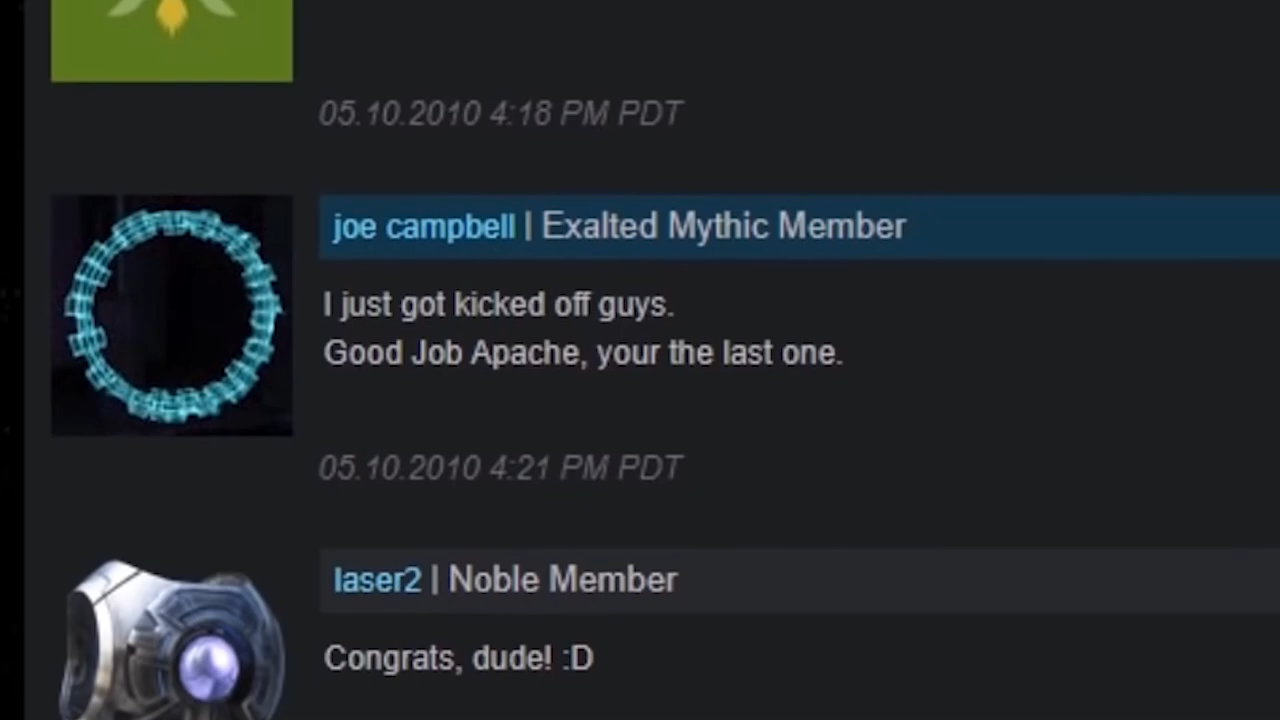 05.10.2010 4:18 PM PDT
joe campbell | Exalted Mythic Member
I just got kicked off guys.
Good Job Apache, your the last one.
05.10.2010 4:21 PM PDT
laser2 | Noble Member
Congrats, dude! :D